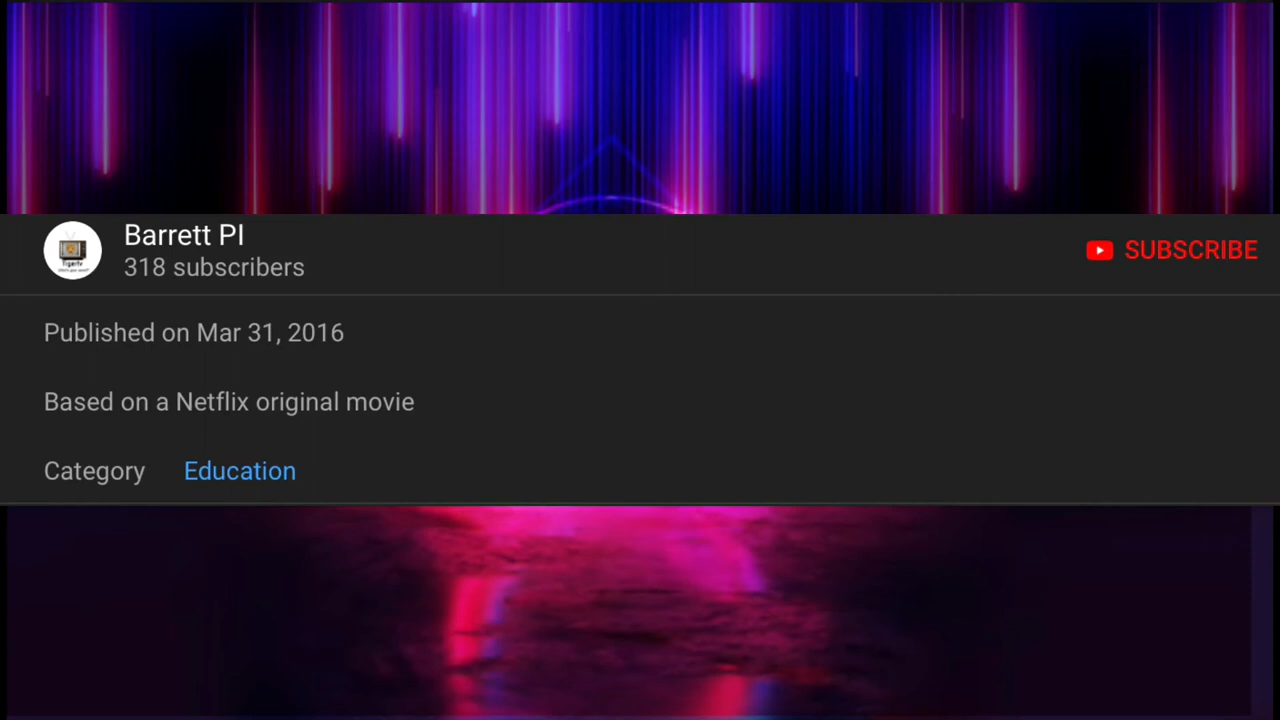 Barrett PI
318 subscribers
SUBSCRIBE
Published on Mar 31, 2016
Based on a Netflix original movie
Category Education